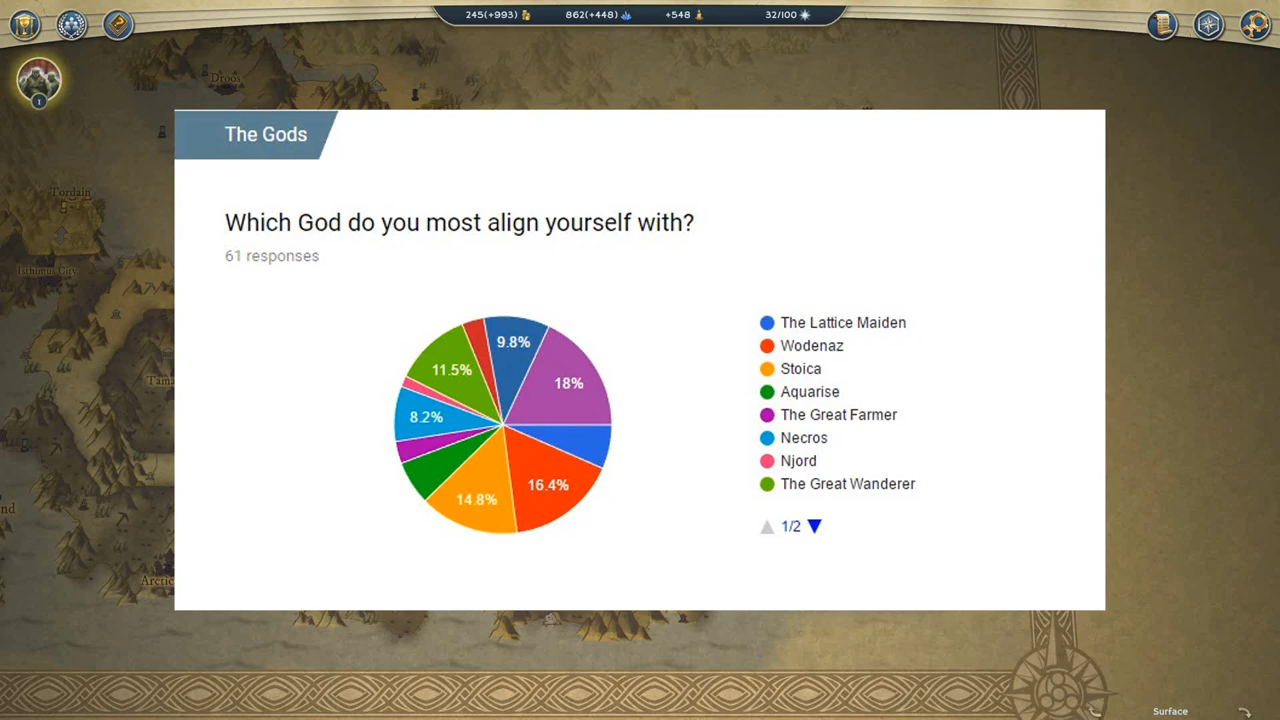 245(+993) 862(+448) +548 32/100
1
Droos
The Gods
Which God do you most align yourself with?
61 responses
Tordain
Isthmus City
9.8%
18%
11.5%
8.2%
14.8%
16.4%
The Lattice Maiden
Wodenaz
Stoica
Aquarise
The Great Farmer
Necros
Njord
The Great Wanderer
1/2
Surface